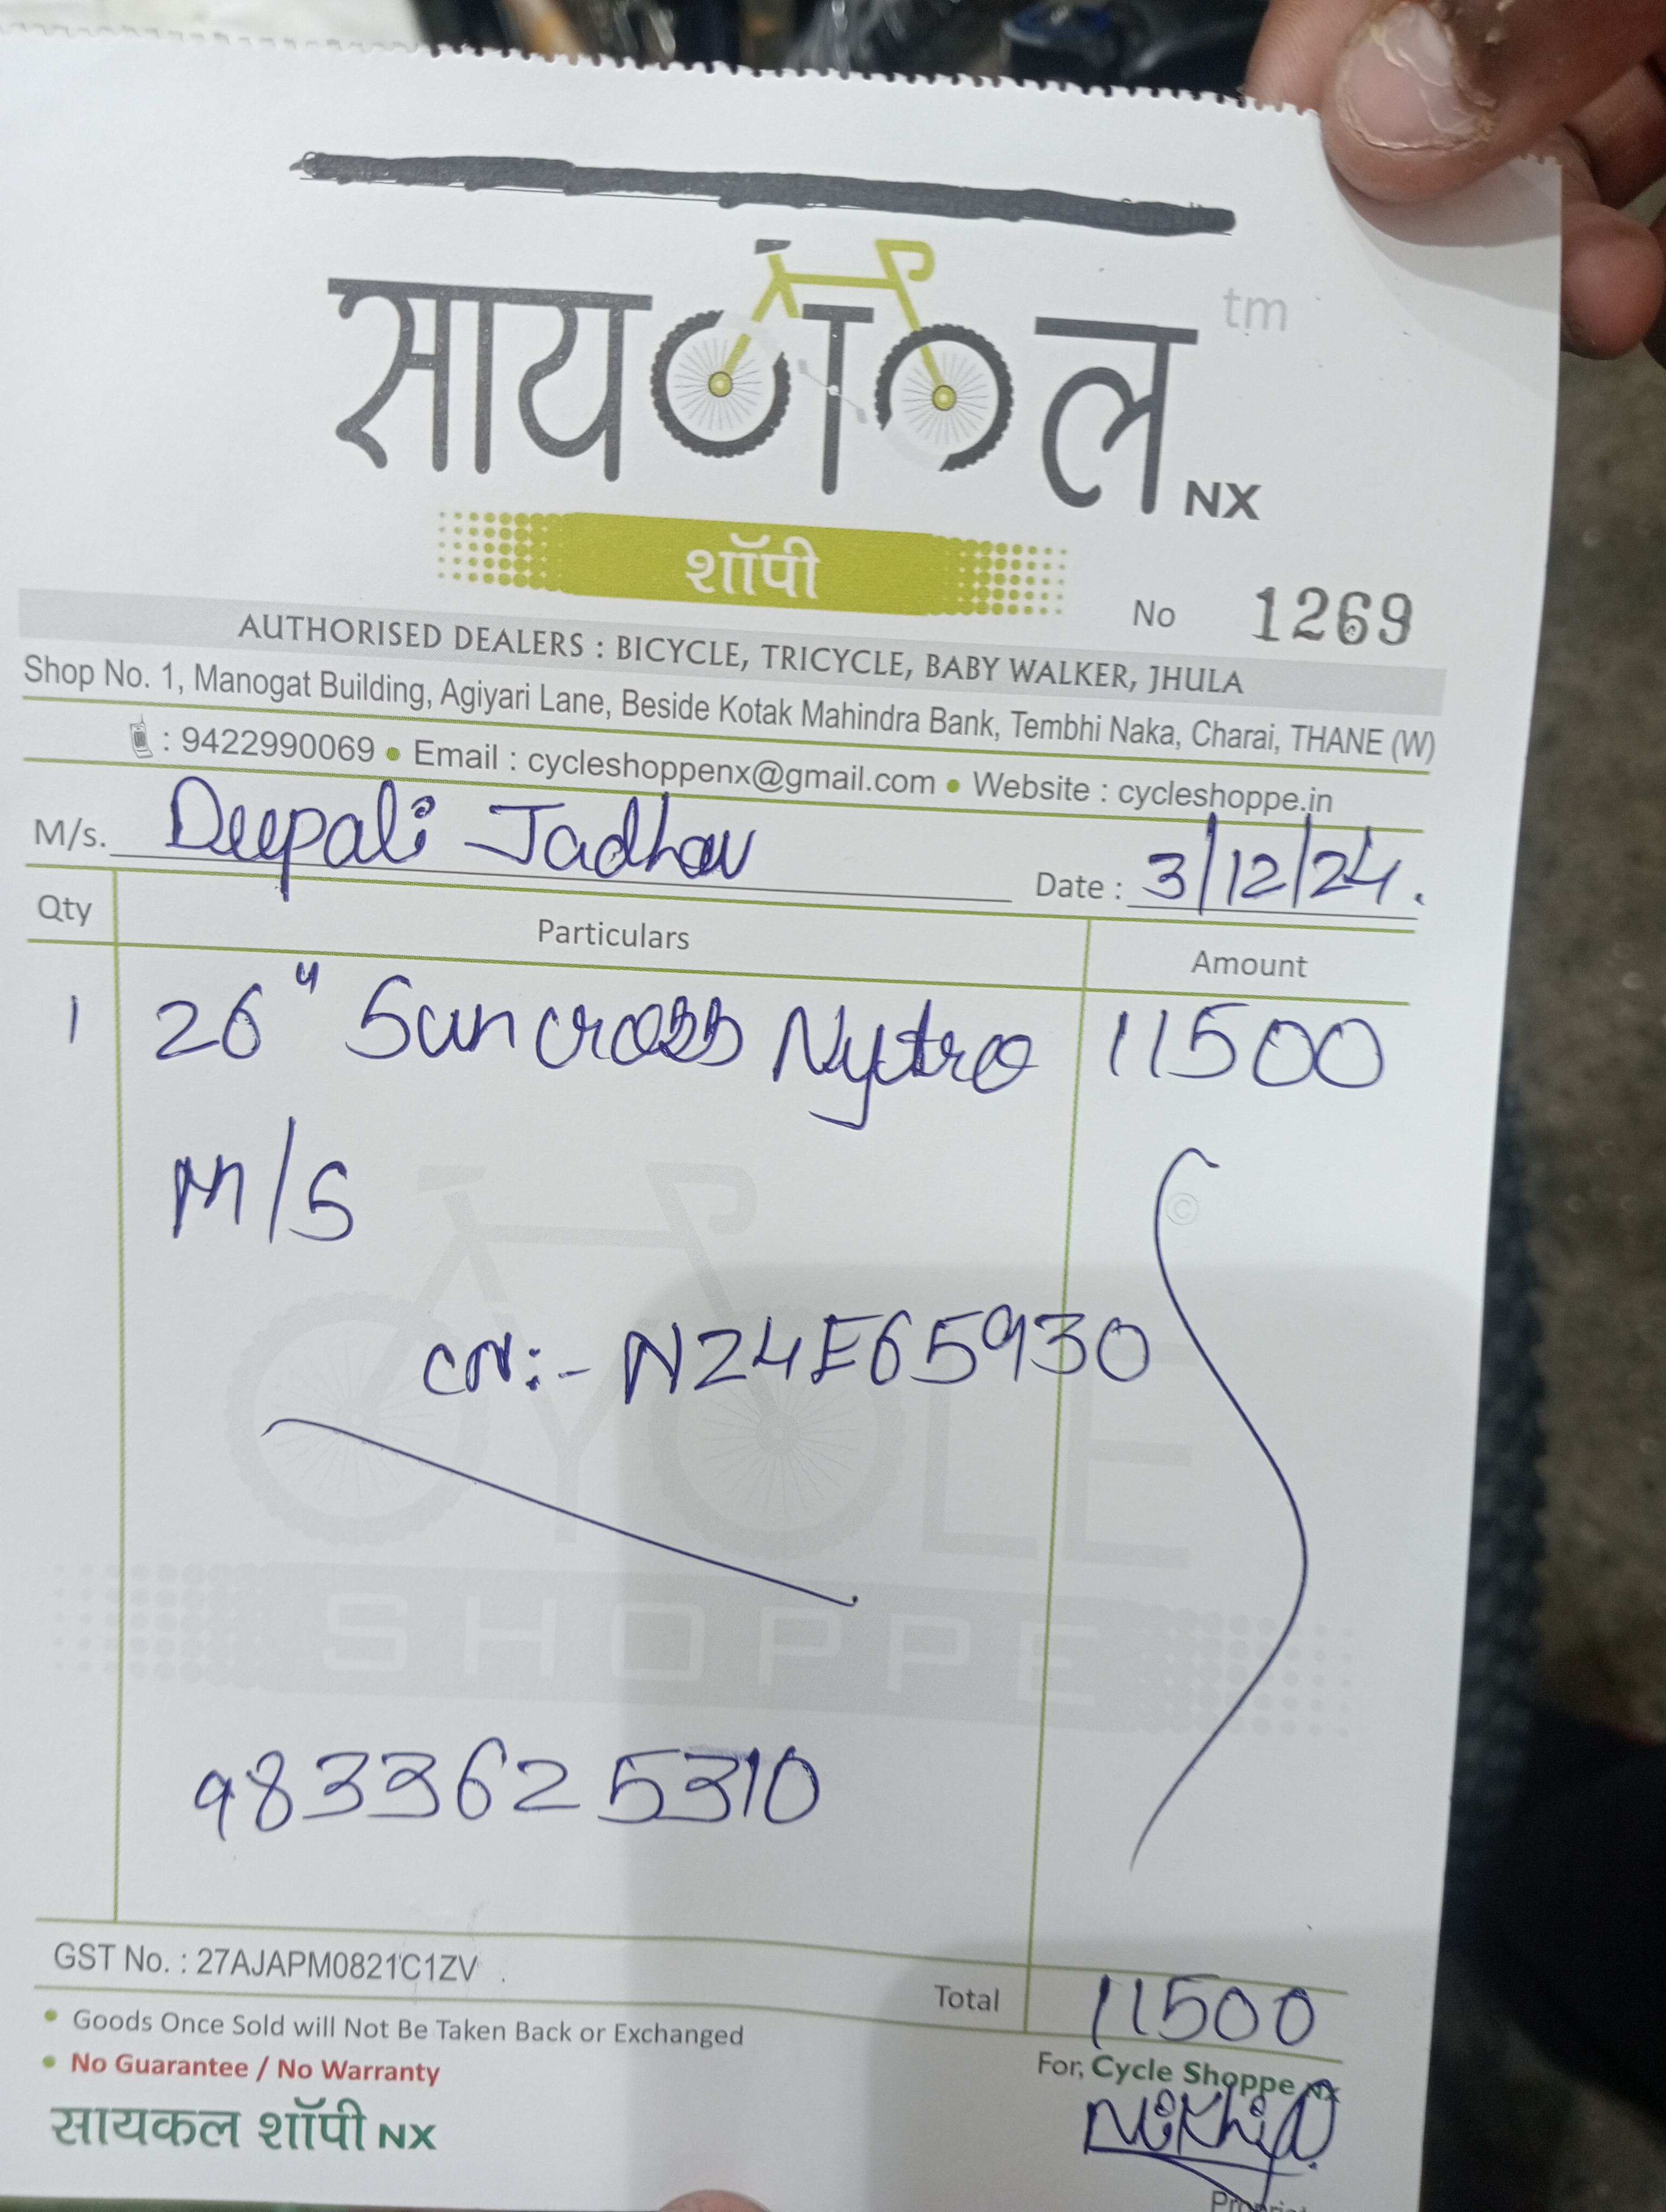 सायकल tm
NX
शॉपी
No 1269
AUTHORISED DEALERS : BICYCLE, TRICYCLE, BABY WALKER, JHULA
Shop No. 1, Manogat Building, Agiyari Lane, Beside Kotak Mahindra Bank, Tembhi Naka, Charai, THANE (W)
: 9422990069 • Email : cycleshoppenx@gmail.com • Website : cycleshoppe.in
M/s. Deepali Jadhav Date : 3/12/24.
Qty Particulars Amount
1 26" Suncross Nytro 11500
M/S
©
CN:- N24E65930
CYCLE
SHOPPE
9833625310
GST No. : 27AJAPM0821C1ZV
Total 11500
• Goods Once Sold will Not Be Taken Back or Exchanged
• No Guarantee / No Warranty
For, Cycle Shoppe NX
सायकल शॉपी NX
Nikhil